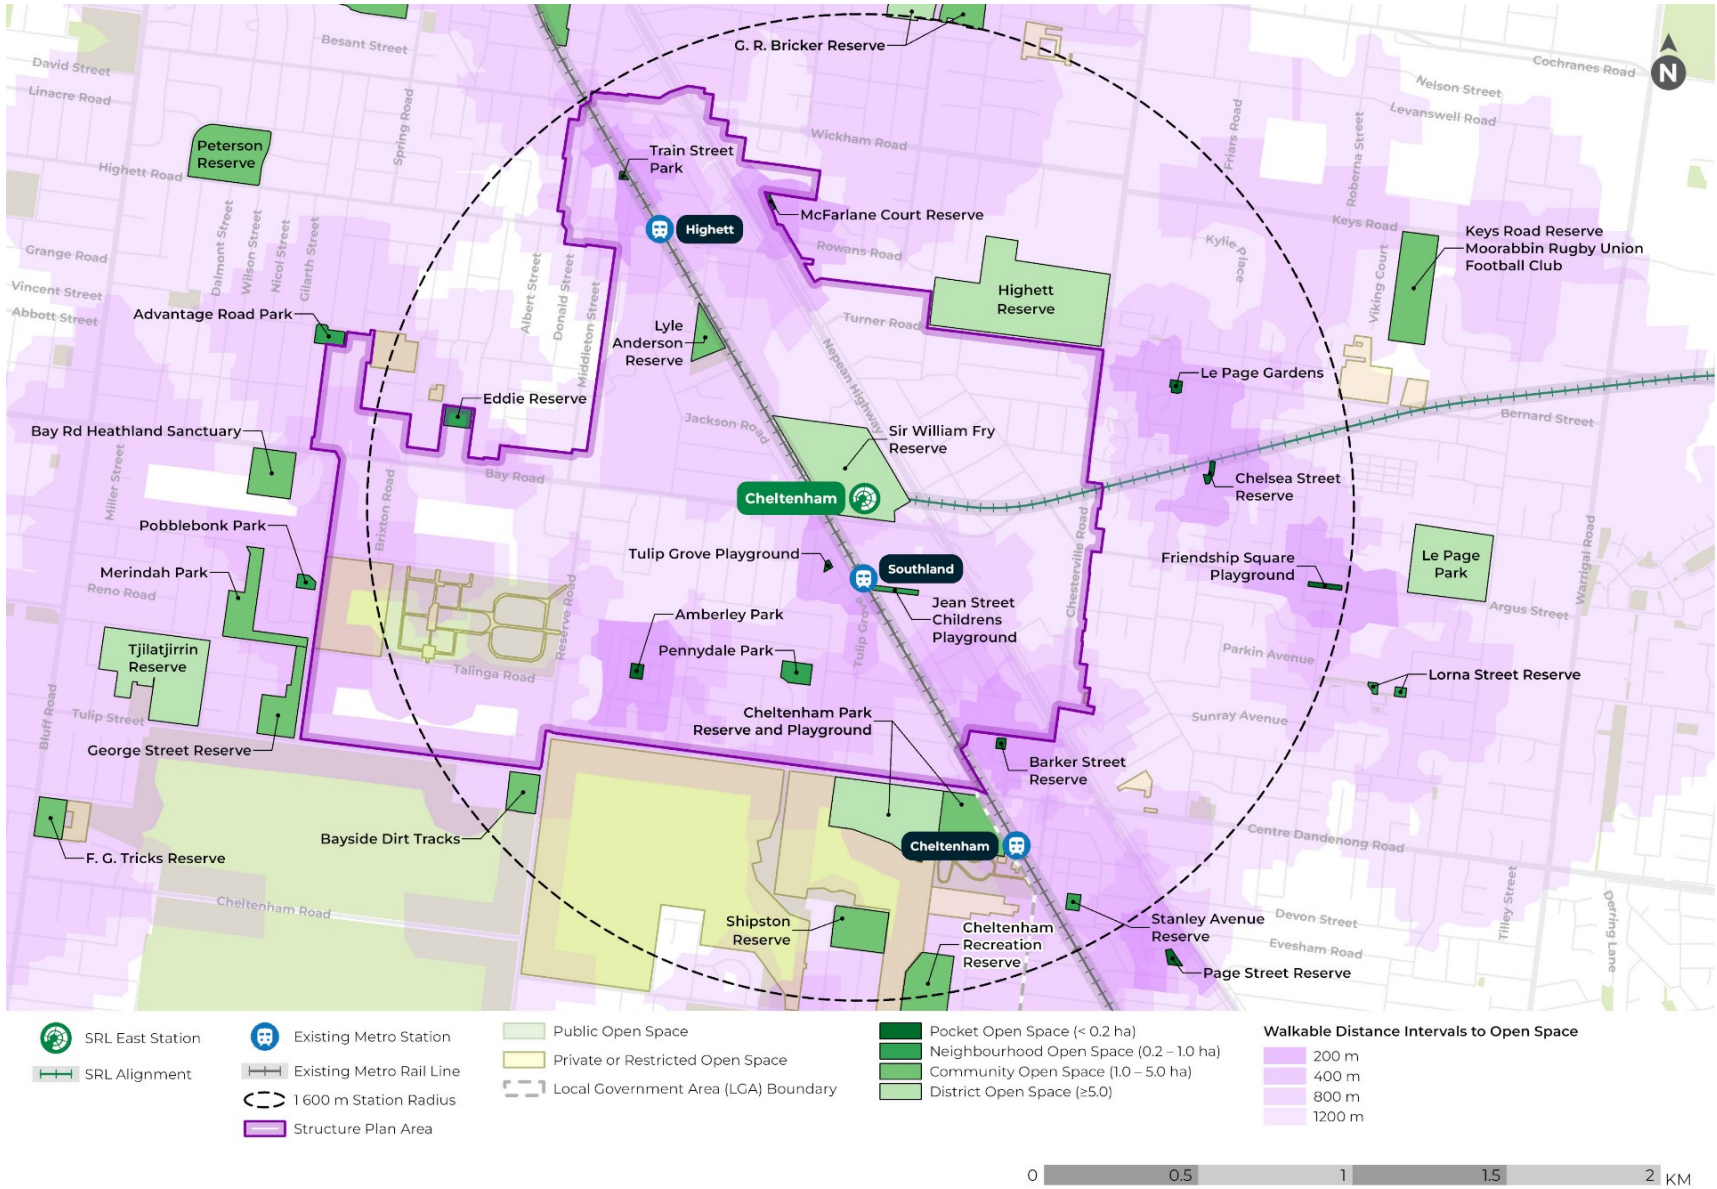 G. R. Bricker Reserve
Besant Street
David Street
Linacre Road
Cochranes Road
N
Nelson Street
Levanswell Road
Spring Road
Peterson
Reserve
Highett Road
Train Street
Park
Wickham Road
Friars Road
Roberna Street
McFarlane Court Reserve
Highett
Keys Road
Keys Road Reserve
Moorabbin Rugby Union
Football Club
Kylie Place
Viking Court
Grange Road
Dalmont Street
Wilson Street
Nicol Street
Gilarth Street
Albert Street
Donald Street
Middleton Street
Rowans Road
Highett
Reserve
Vincent Street
Abbott Street
Advantage Road Park
Lyle
Anderson
Reserve
Turner Road
Nepean Highway
Le Page Gardens
Eddie Reserve
Bernard Street
Jackson Road
Sir William Fry
Reserve
Bay Rd Heathland Sanctuary
Bay Road
Miller Street
Brixton Road
Cheltenham
Chelsea Street
Reserve
Chesterville Road
Warrigal Road
Pobblebonk Park
Tulip Grove Playground
Southland
Friendship Square
Playground
Le Page
Park
Merindah Park
Reno Road
Reserve Road
Jean Street
Childrens
Playground
Argus Street
Amberley Park
Tulip Grove
Pennydale Park
Parkin Avenue
Tjilatjirrin
Reserve
Talinga Road
Lorna Street Reserve
Bluff Road
Tulip Street
Cheltenham Park
Reserve and Playground
Sunray Avenue
George Street Reserve
Barker Street
Reserve
Bayside Dirt Tracks
Cheltenham
Centre Dandenong Road
F. G. Tricks Reserve
Cheltenham Road
Tilley Street
Derring Lane
Shipston
Reserve
Cheltenham
Recreation
Reserve
Stanley Avenue
Reserve
Devon Street
Evesham Road
Page Street Reserve
SRL East Station
SRL Alignment
Existing Metro Station
Existing Metro Rail Line
1 600 m Station Radius
Structure Plan Area
Public Open Space
Private or Restricted Open Space
Local Government Area (LGA) Boundary
Pocket Open Space (< 0.2 ha)
Neighbourhood Open Space (0.2 – 1.0 ha)
Community Open Space (1.0 – 5.0 ha)
District Open Space (≥5.0)
Walkable Distance Intervals to Open Space
200 m
400 m
800 m
1200 m
0 0.5 1 1.5 2 KM